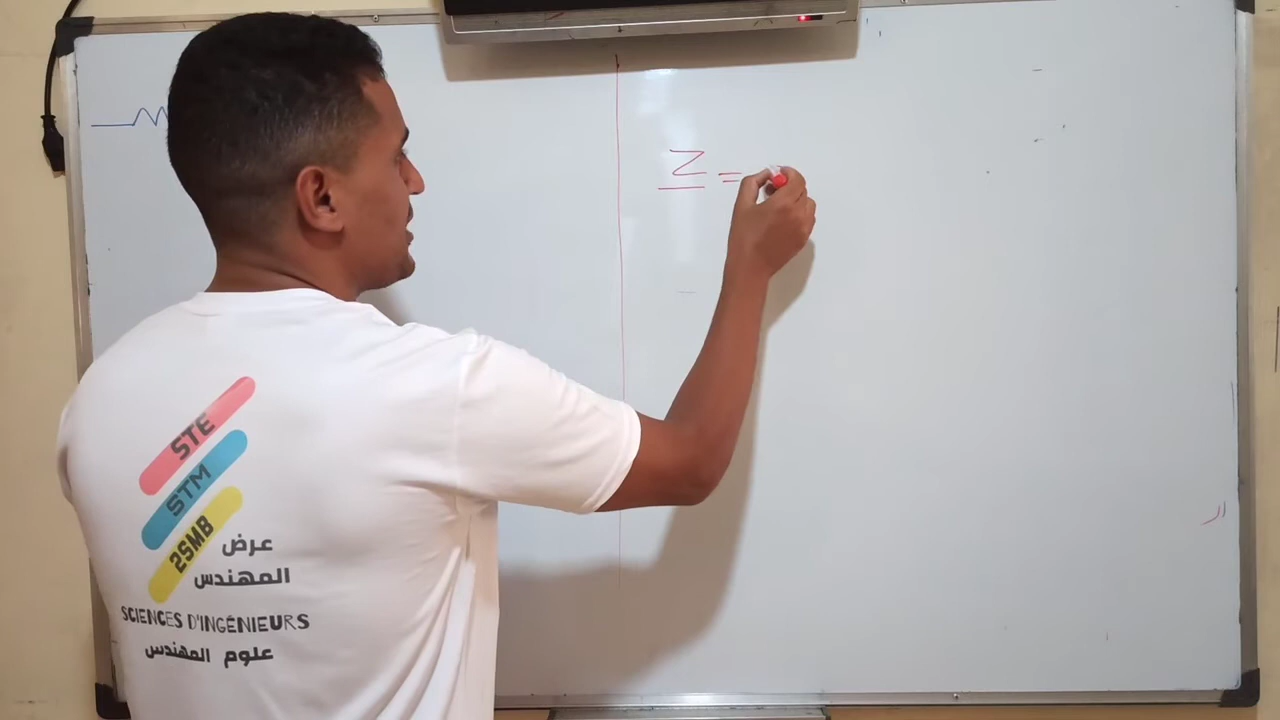 Z =
STE
STM
2SMB
عرض
المهندس
SCIENCES D'INGÉNIEURS
علوم المهندس